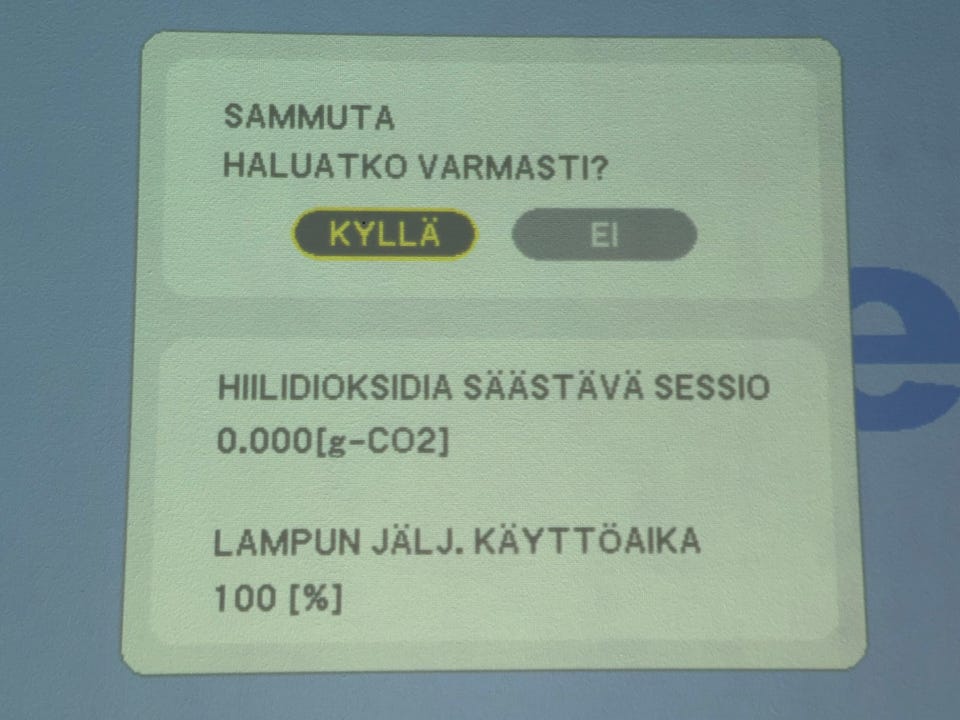 SAMMUTA
HALUATKO VARMASTI?
KYLLÄ EI
HIILIDIOKSIDIA SÄÄSTÄVÄ SESSIO
0.000[g-CO2]
LAMPUN JÄLJ. KÄYTTÖAIKA
100 [%]
e